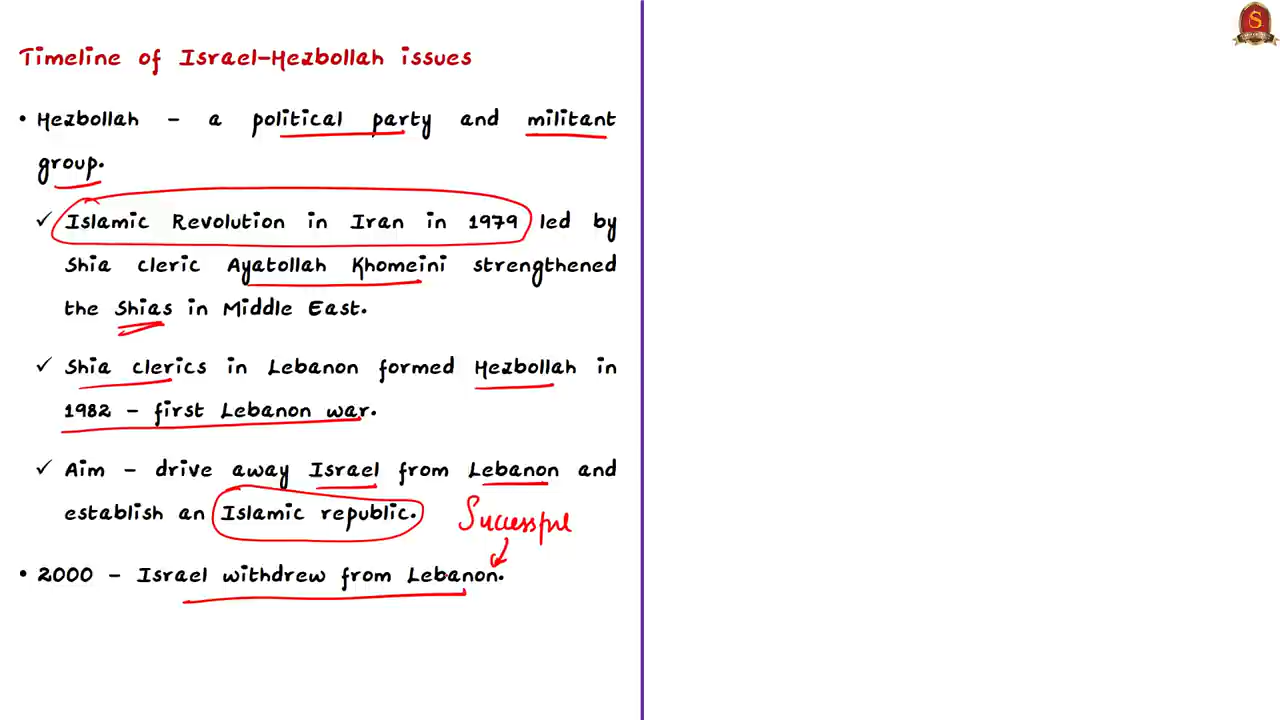 Timeline of Israel-Hezbollah issues
• Hezbollah - a political party and militant
group.
✓ Islamic Revolution in Iran in 1979 led by
Shia cleric Ayatollah Khomeini strengthened
the Shias in Middle East.
✓ Shia clerics in Lebanon formed Hezbollah in
1982 - first Lebanon war.
✓ Aim - drive away Israel from Lebanon and
establish an Islamic republic.
Successful
• 2000 - Israel withdrew from Lebanon.
S